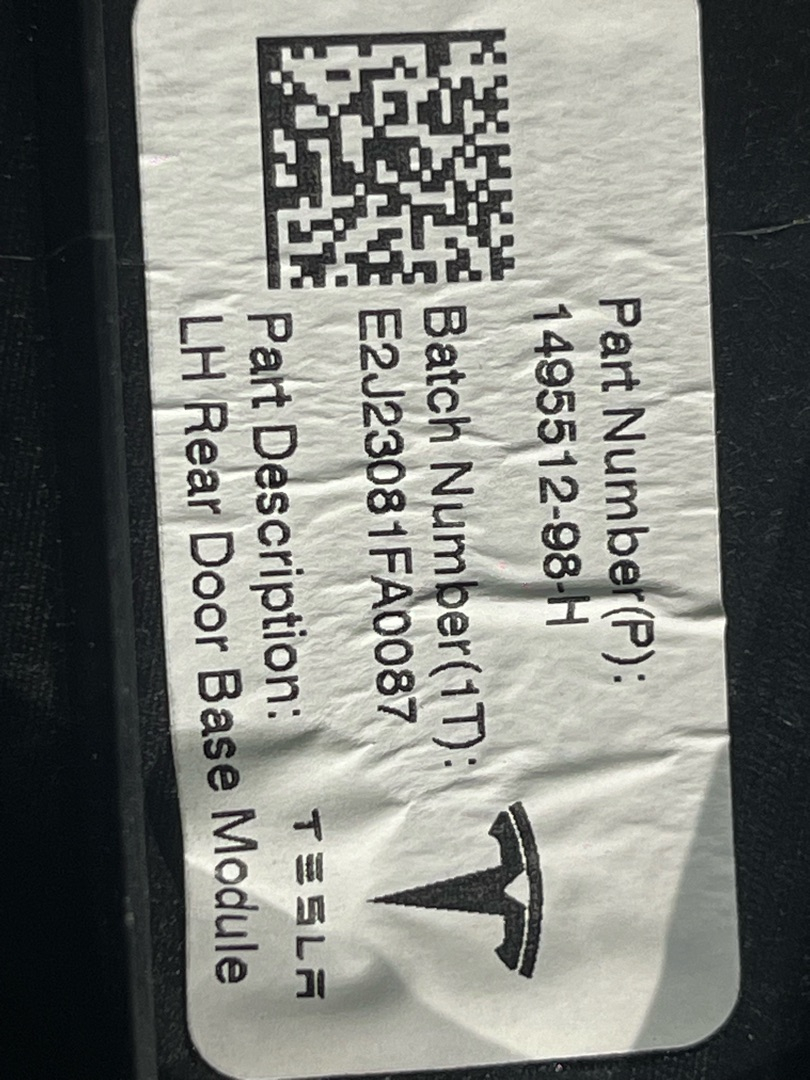 Part Number(P):
1495512-98-H
Batch Number(1T):
E2J23081FA0087
Part Description:
LH Rear Door Base Module
TESLA